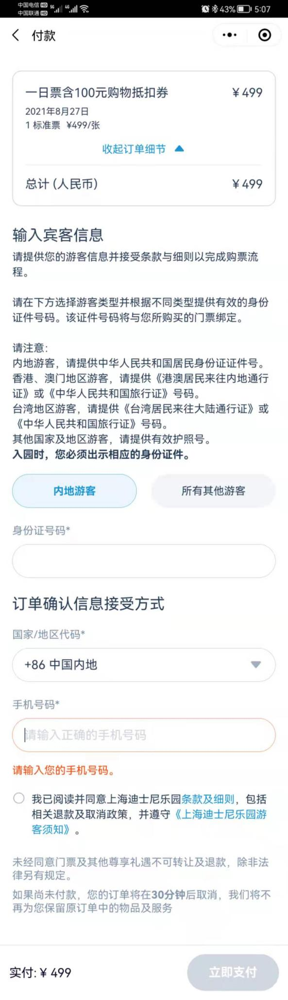 中国电信 HD 5G 4G
中国联通 HD
43% 5:07
付款
一日票含100元购物抵扣券 ¥499
2021年8月27日
1 标准票 ¥499/张
收起订单细节
总计 (人民币) ¥499
输入宾客信息
请提供您的游客信息并接受条款与细则以完成购票流
程。
请在下方选择游客类型并根据不同类型提供有效的身份
证件号码。该证件号码将与您所购买的门票绑定。
请注意:
内地游客，请提供中华人民共和国居民身份证证件号。
香港、澳门地区游客，请提供《港澳居民来往内地通行
证》或《中华人民共和国旅行证》号码。
台湾地区游客，请提供《台湾居民来往大陆通行证》或
《中华人民共和国旅行证》号码。
其他国家及地区游客，请提供有效护照号。
入园时，您必须出示相应的身份证件。
内地游客 所有其他游客
身份证号码*
订单确认信息接受方式
国家/地区代码*
+86 中国内地
手机号码*
请输入正确的手机号码
请输入您的手机号码。
我已阅读并同意上海迪士尼乐园条款及细则，包括
相关退款及取消政策，并遵守《上海迪士尼乐园游
客须知》。
未经同意门票及其他尊享礼遇不可转让及退款，除非法
律另有规定。
如果尚未付款，您的订单将在30分钟后取消，我们将不
再为您保留原订单中的物品及服务
实付: ¥ 499 立即支付